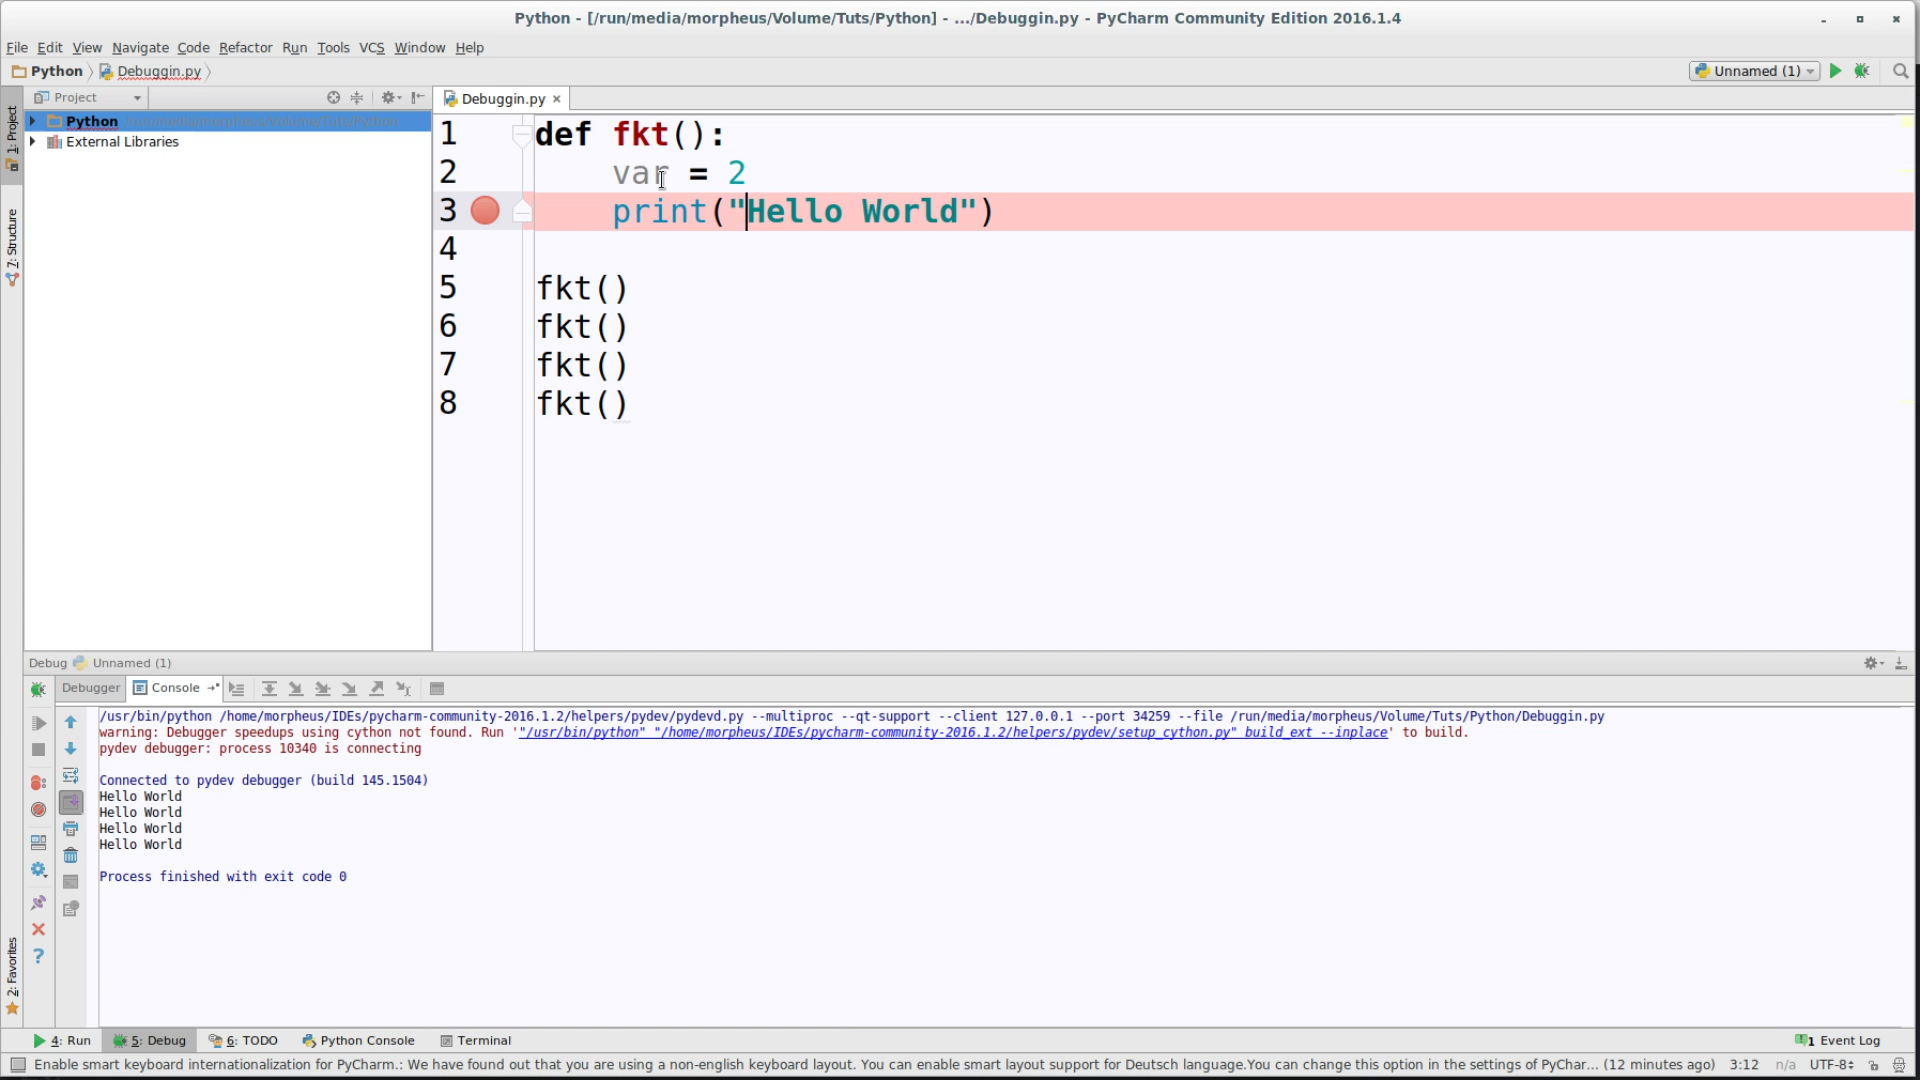 Python - [/run/media/morpheus/Volume/Tuts/Python] - .../Debuggin.py - PyCharm Community Edition 2016.1.4
File Edit View Navigate Code Refactor Run Tools VCS Window Help
Python Debuggin.py Unnamed (1)
Project Debuggin.py
1: Project
7: Structure
2: Favorites
Python /run/media/morpheus/Volume/Tuts/Python
External Libraries
1 def fkt():
2 var = 2
3 print("Hello World")
4
5 fkt()
6 fkt()
7 fkt()
8 fkt()
Debug Unnamed (1)
Debugger Console
/usr/bin/python /home/morpheus/IDEs/pycharm-community-2016.1.2/helpers/pydev/pydevd.py --multiproc --qt-support --client 127.0.0.1 --port 34259 --file /run/media/morpheus/Volume/Tuts/Python/Debuggin.py
warning: Debugger speedups using cython not found. Run '"/usr/bin/python" "/home/morpheus/IDEs/pycharm-community-2016.1.2/helpers/pydev/setup_cython.py" build_ext --inplace' to build.
pydev debugger: process 10340 is connecting
Connected to pydev debugger (build 145.1504)
Hello World
Hello World
Hello World
Hello World
Process finished with exit code 0
4: Run 5: Debug 6: TODO Python Console Terminal 1 Event Log
Enable smart keyboard internationalization for PyCharm.: We have found out that you are using a non-english keyboard layout. You can enable smart layout support for Deutsch language.You can change this option in the settings of PyChar... (12 minutes ago) 3:12 n/a UTF-8